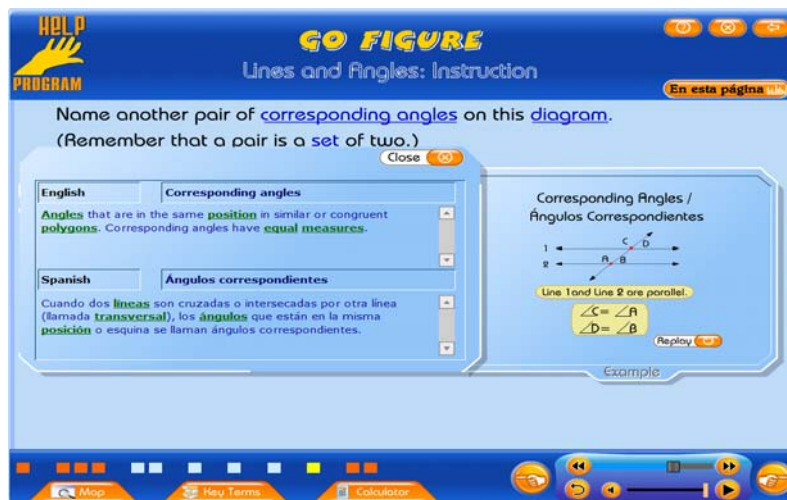 HELP
PROGRAM
GO FIGURE
Lines and Angles: Instruction
En esta página
Name another pair of corresponding angles on this diagram.
(Remember that a pair is a set of two.)
Close
English
Corresponding angles
Angles that are in the same position in similar or congruent
polygons. Corresponding angles have equal measures.
Spanish
Ángulos correspondientes
Cuando dos líneas son cruzadas o intersecadas por otra línea
(llamada transversal), los ángulos que están en la misma
posición o esquina se llaman ángulos correspondientes.
Corresponding Angles /
Ángulos Correspondientes
C D
1
A B
2
Line 1 and Line 2 are parallel.
∠C= ∠A
∠D= ∠B
Replay
Example
Map
Key Terms
Calculator